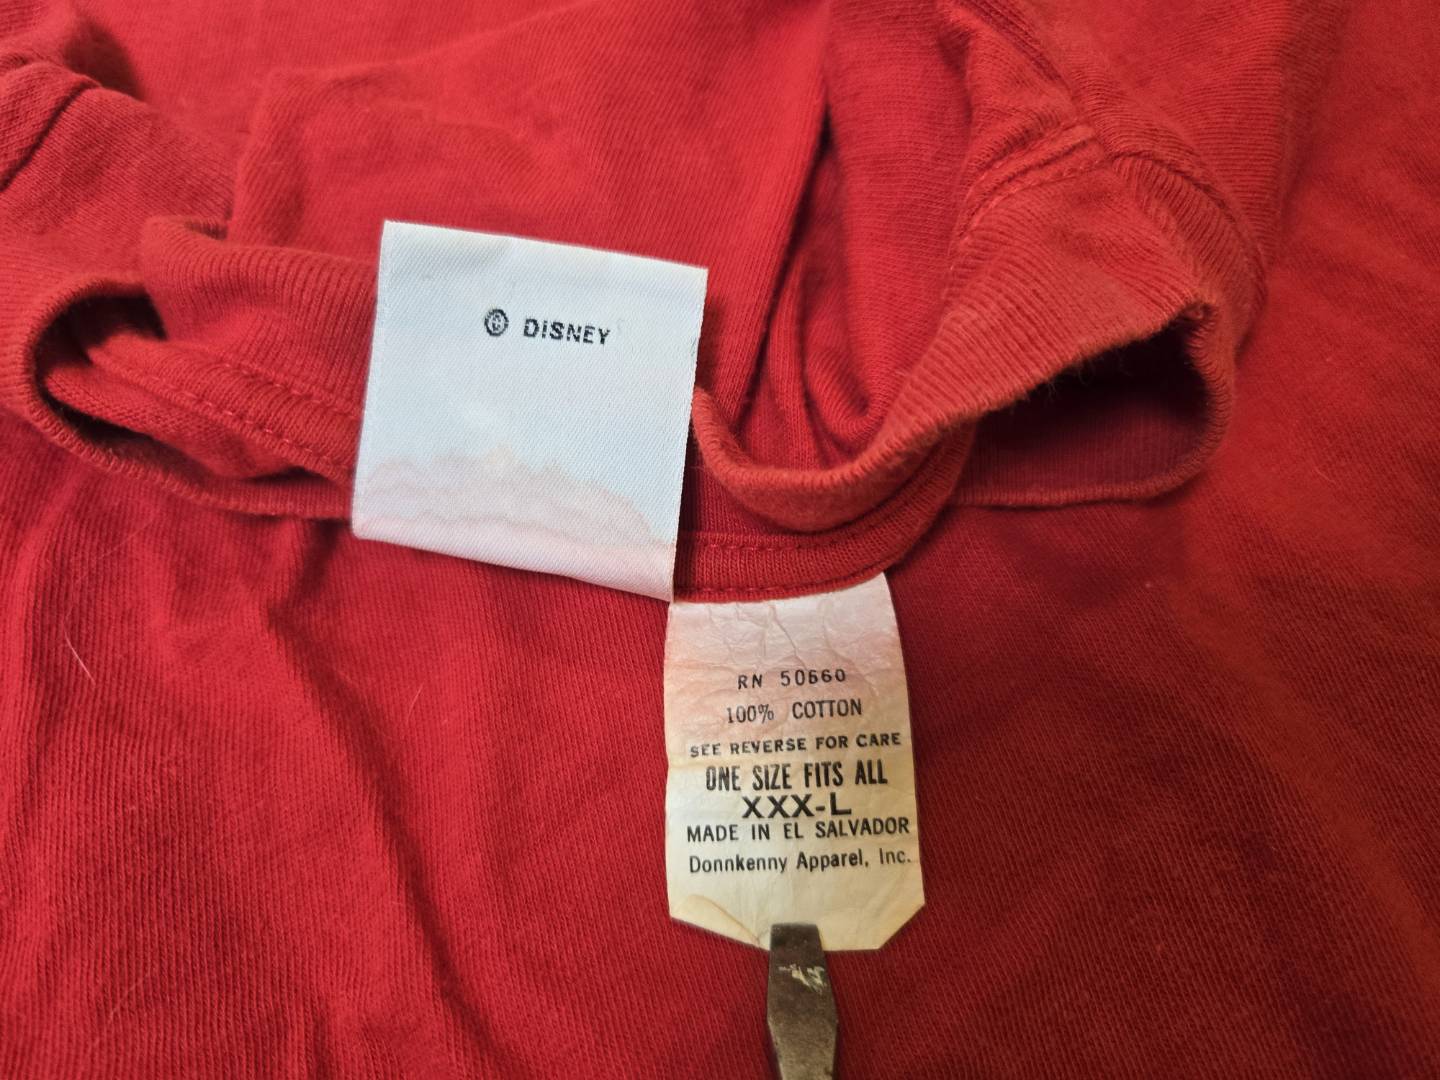 © DISNEY
RN 50660
100% COTTON
SEE REVERSE FOR CARE
ONE SIZE FITS ALL
XXX-L
MADE IN EL SALVADOR
Donnkenny Apparel, Inc.